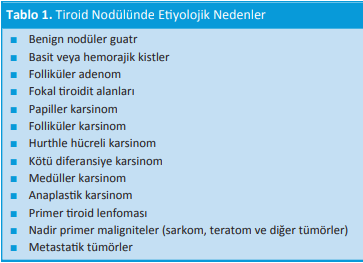 Tablo 1. Tiroid Nodülünde Etiyolojik Nedenler
Benign nodüler guatr
Basit veya hemorajik kistler
Folliküler adenom
Fokal tiroidit alanları
Papiller karsinom
Folliküler karsinom
Hurthle hücreli karsinom
Kötü diferansiye karsinom
Medüller karsinom
Anaplastik karsinom
Primer tiroid lenfoması
Nadir primer maligniteler (sarkom, teratom ve diğer tümörler)
Metastatik tümörler